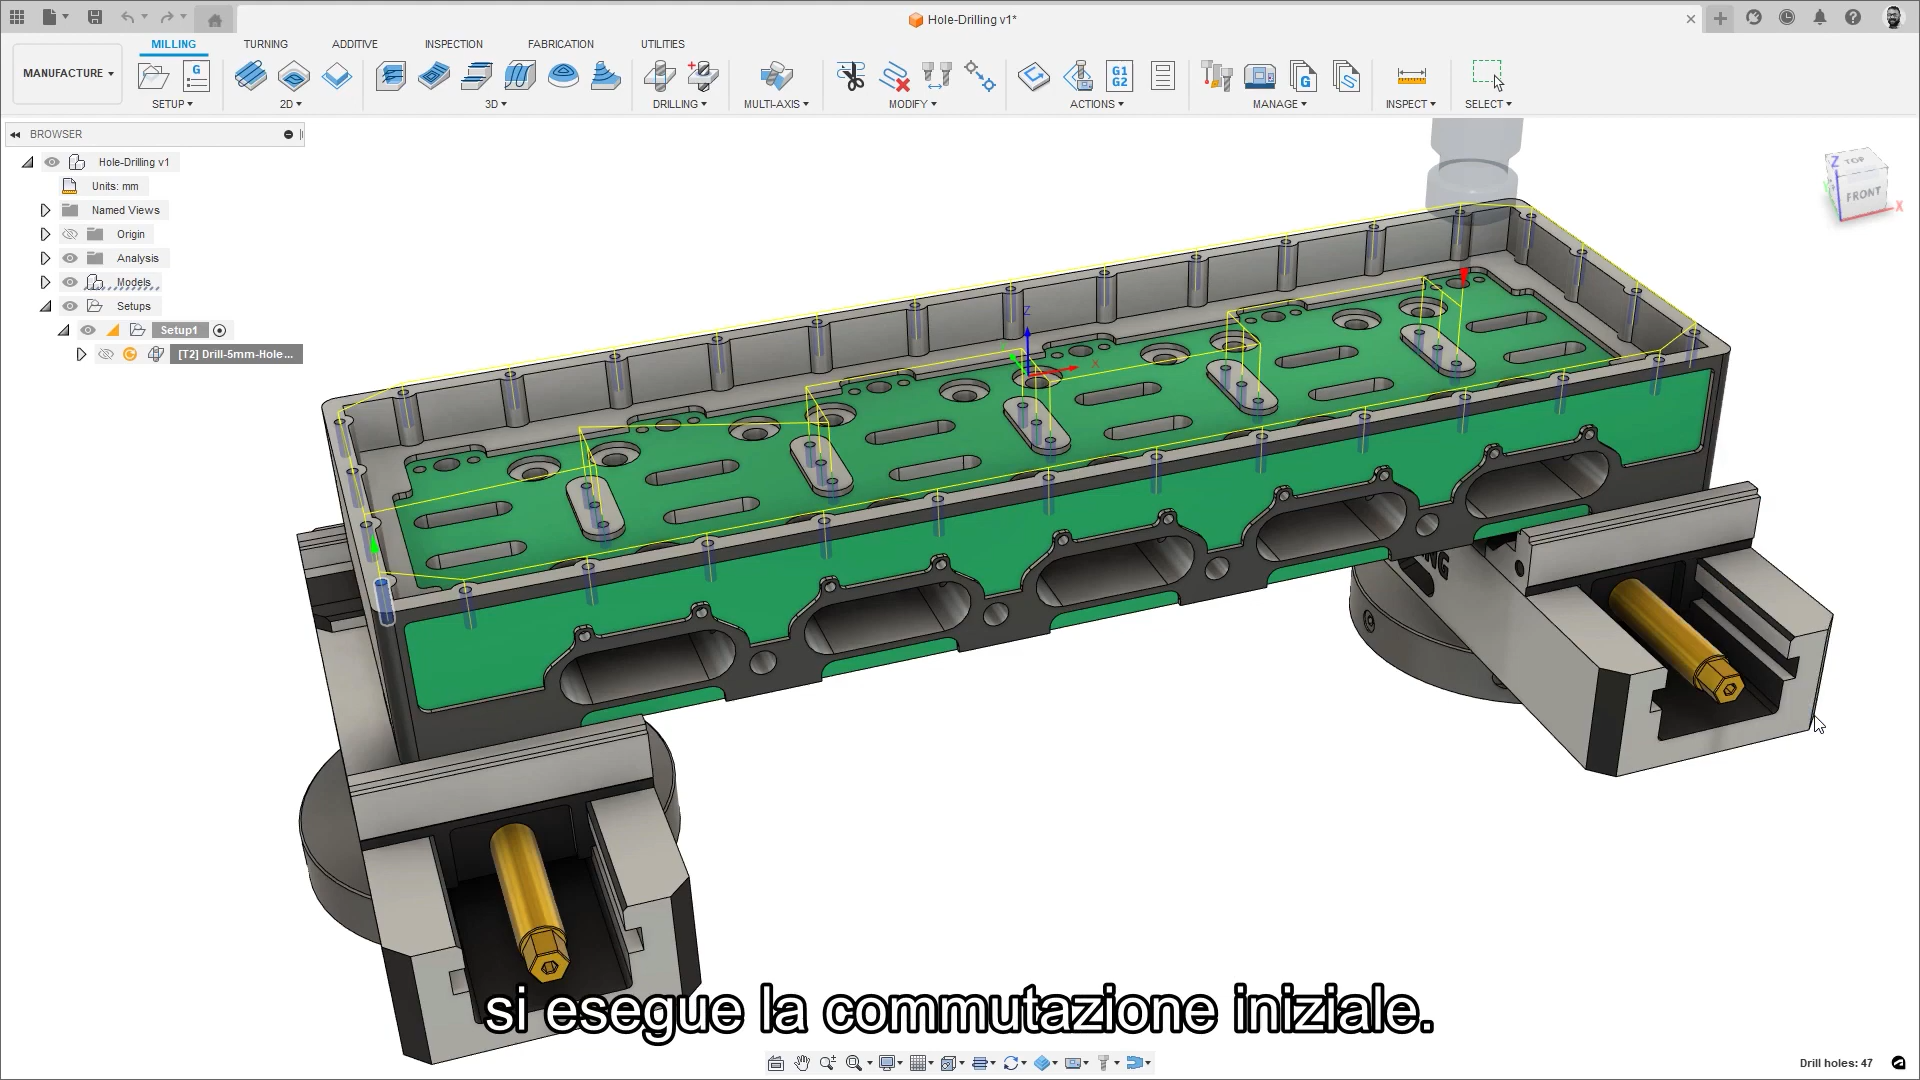 Hole-Drilling v1*
MANUFACTURE
MILLING
TURNING
ADDITIVE
INSPECTION
FABRICATION
UTILITIES
G
G1
G2
G
SETUP
2D
3D
DRILLING
MULTI-AXIS
MODIFY
ACTIONS
MANAGE
INSPECT
SELECT
BROWSER
Hole-Drilling v1
Units: mm
Named Views
Origin
Analysis
Models
Setups
Setup1
[T2] Drill-5mm-Hole...
Z
TOP
FRONT
X
Z
X
si esegue la commutazione iniziale.
Drill holes: 47